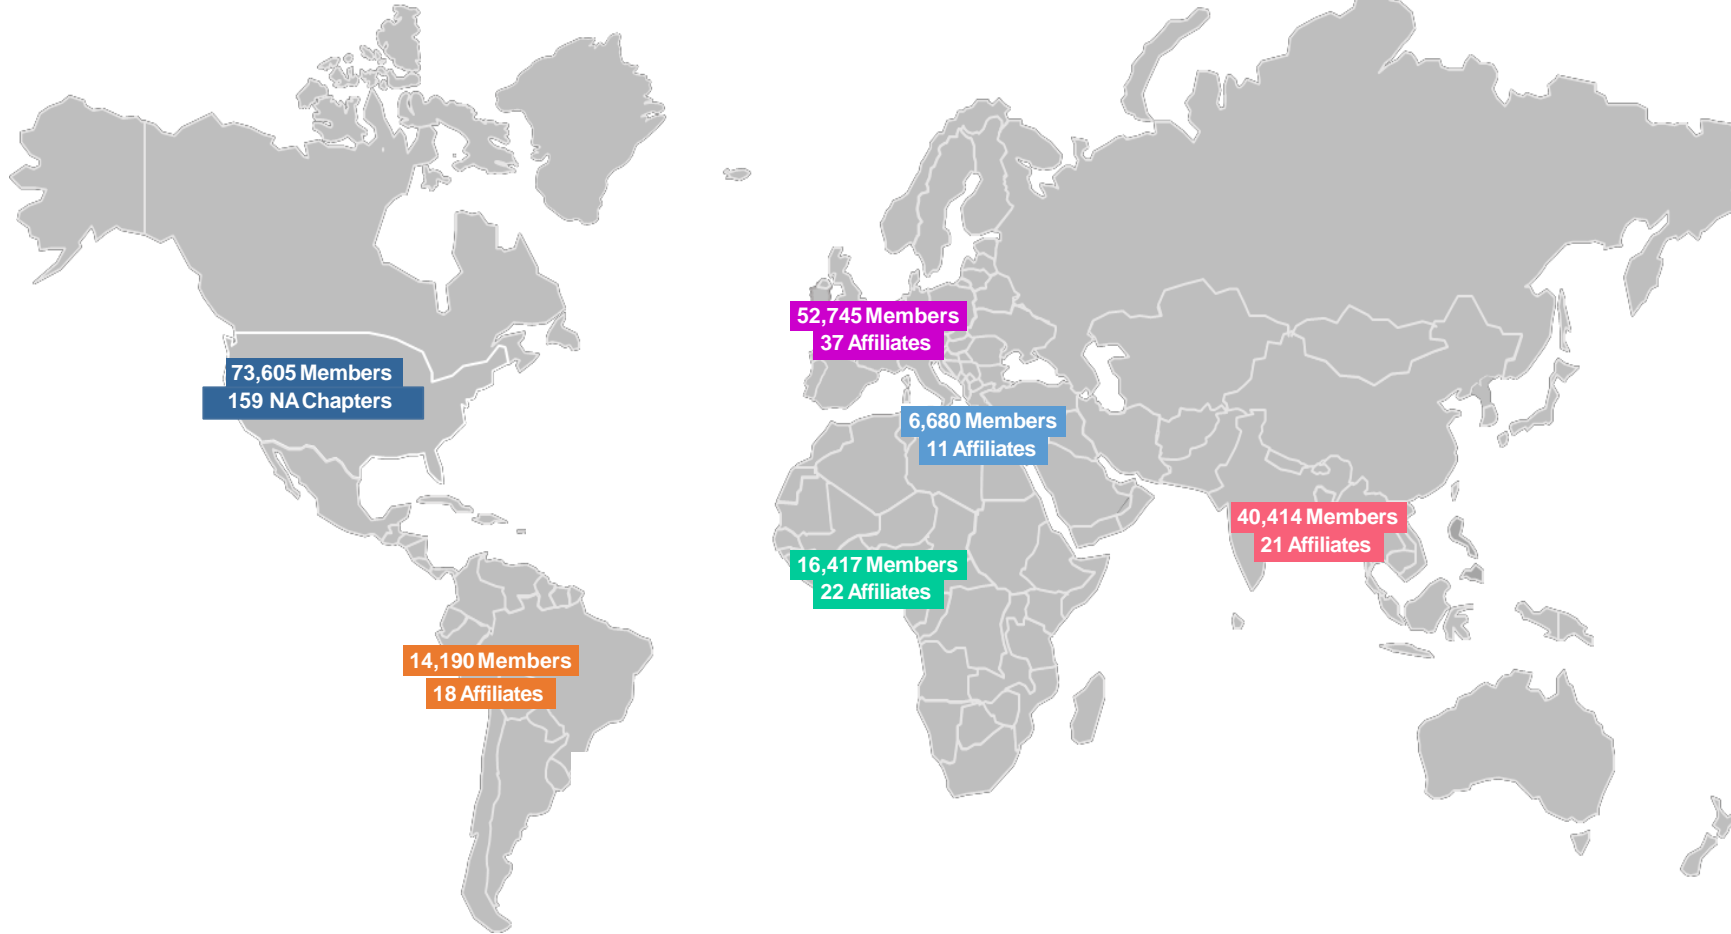 52,745 Members
37 Affiliates
73,605 Members
159 NA Chapters
6,680 Members
11 Affiliates
40,414 Members
21 Affiliates
16,417 Members
22 Affiliates
14,190 Members
18 Affiliates